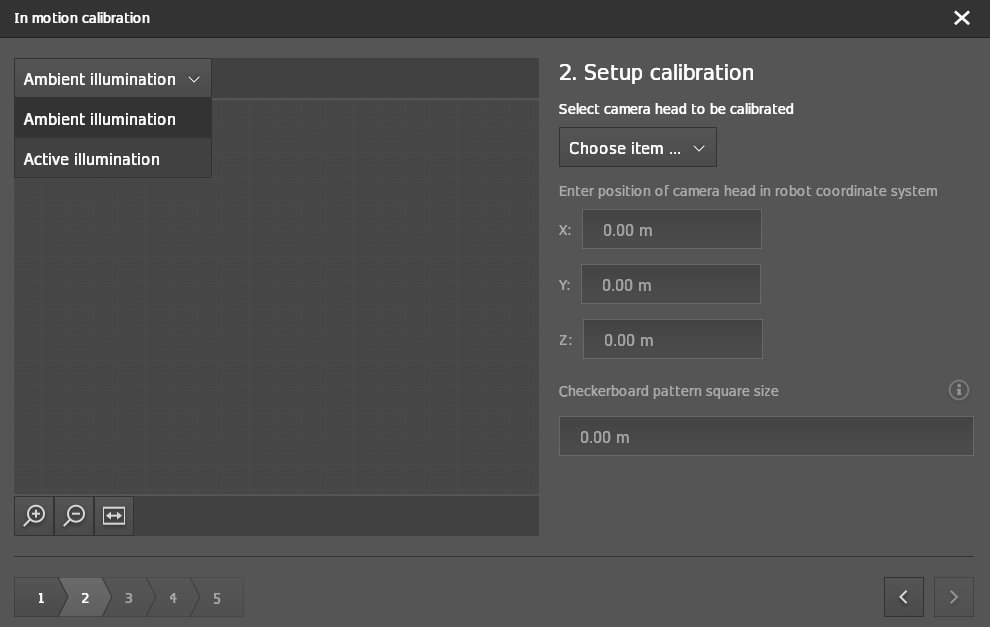 In motion calibration
Ambient illumination
Ambient illumination
Active illumination
2. Setup calibration
Select camera head to be calibrated
Choose item ...
Enter position of camera head in robot coordinate system
X: 0.00 m
Y: 0.00 m
Z: 0.00 m
Checkerboard pattern square size
0.00 m
1 2 3 4 5